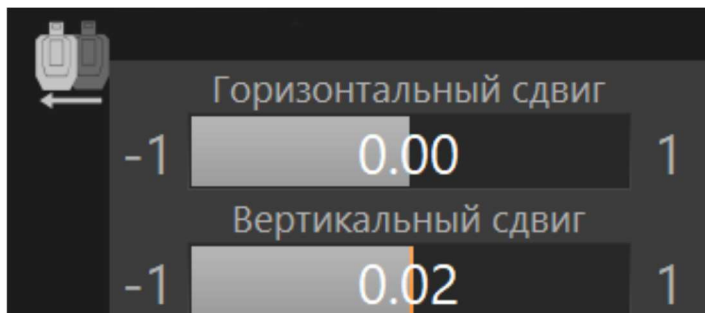 Горизонтальный сдвиг
-1 0.00 1
Вертикальный сдвиг
-1 0.02 1